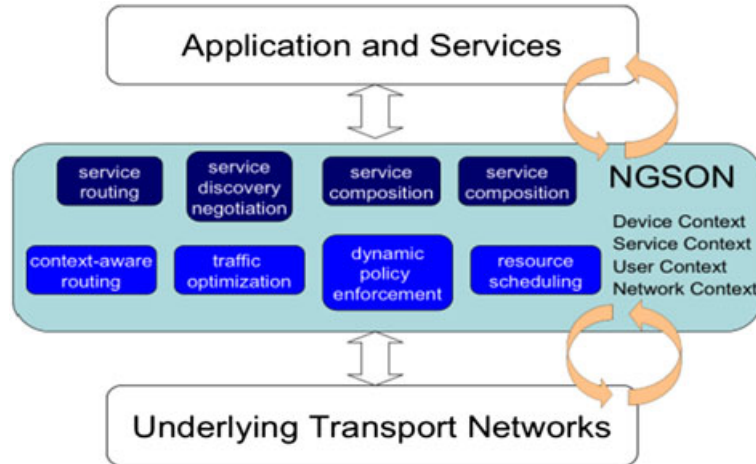 Application and Services
service
routing
service
discovery
negotiation
service
composition
service
composition
NGSON
Device Context
Service Context
User Context
Network Context
context-aware
routing
traffic
optimization
dynamic
policy
enforcement
resource
scheduling
Underlying Transport Networks